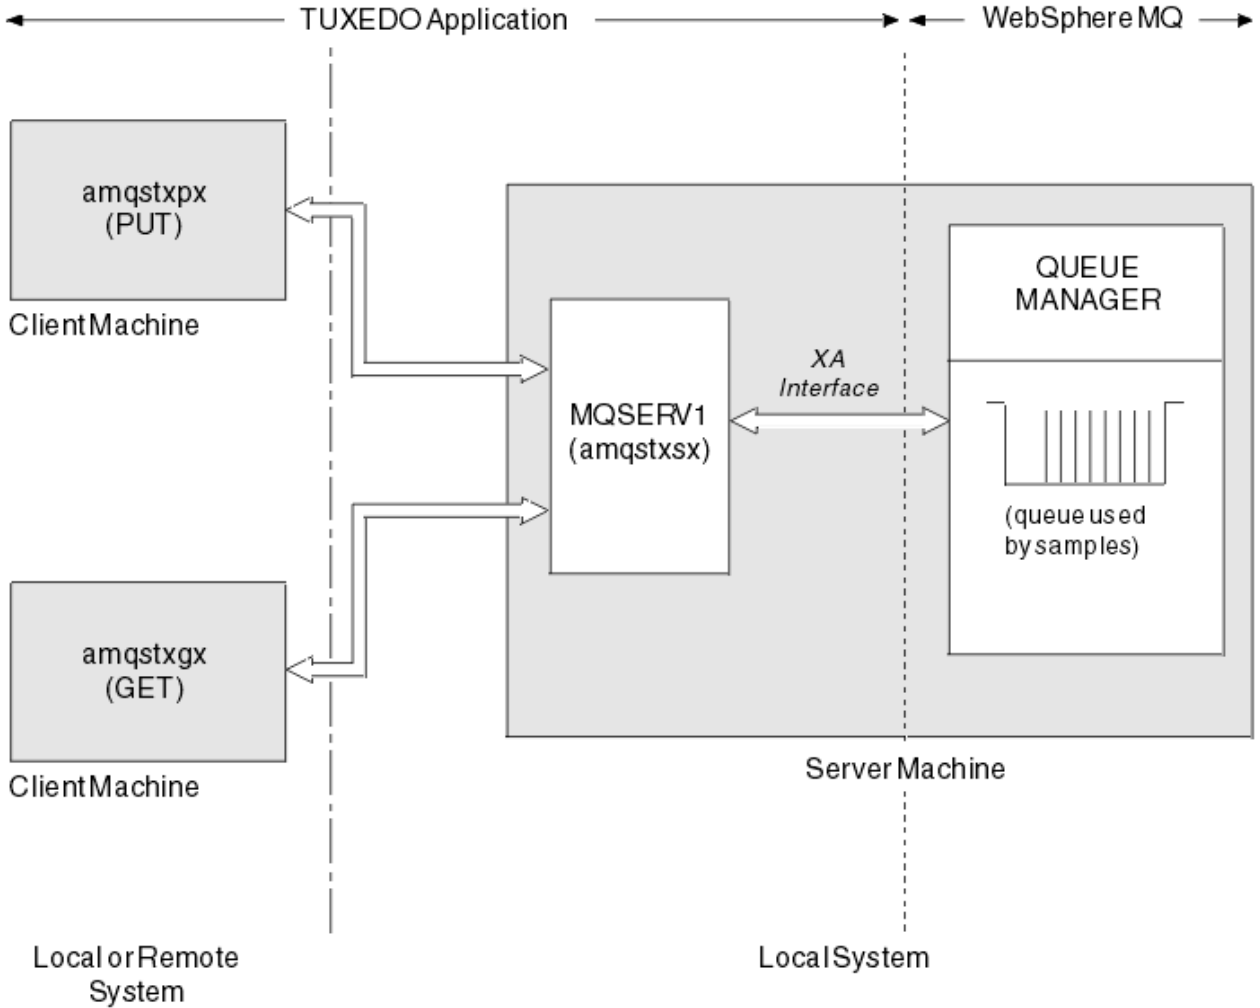 TUXEDO Application
WebSphere MQ
amqstxpx
(PUT)
Client Machine
QUEUE
MANAGER
XA
Interface
MQSERV1
(amqstxsx)
(queue used
by samples)
amqstxgx
(GET)
Client Machine
Server Machine
Local or Remote
System
Local System